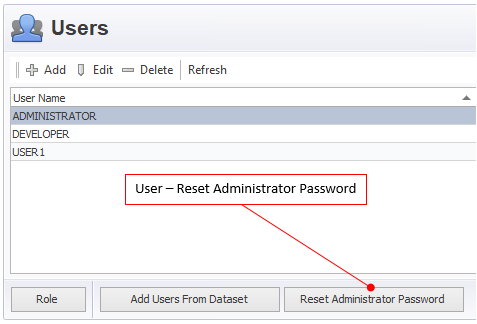 Users
Add Edit Delete Refresh
User Name
ADMINISTRATOR
DEVELOPER
USER1
User – Reset Administrator Password
Role Add Users From Dataset Reset Administrator Password